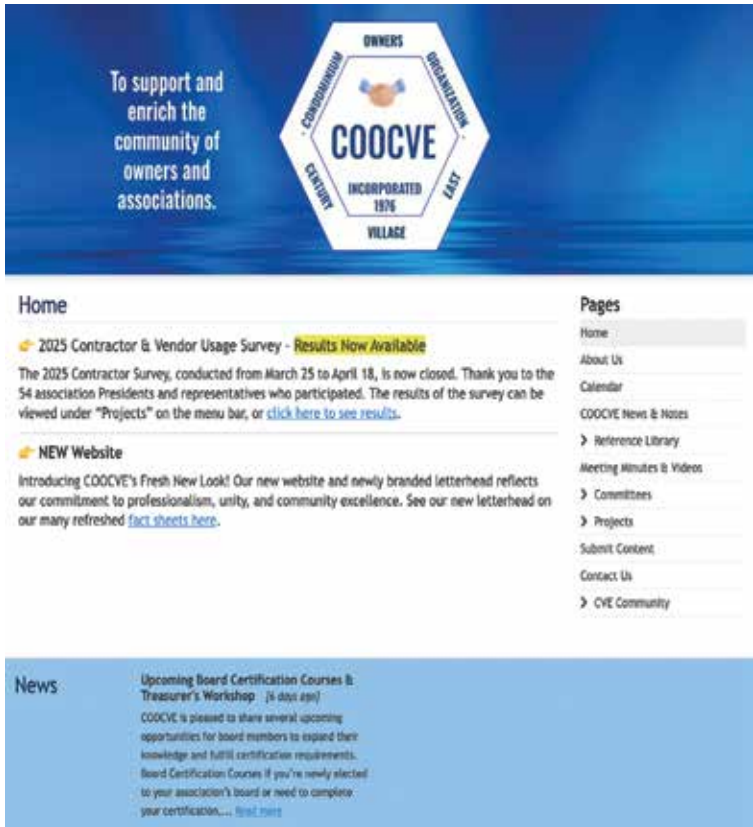 To support and
enrich the
community of
owners and
associations.
OWNERS
ORGANIZATION
- CONDOMINIUM -
COOCVE
INCORPORATED
1976
CENTURY
EAST
VILLAGE
Home
2025 Contractor & Vendor Usage Survey - Results Now Available
The 2025 Contractor Survey, conducted from March 25 to April 18, is now closed. Thank you to the
54 association Presidents and representatives who participated. The results of the survey can be
viewed under "Projects" on the menu bar, or click here to see results.
NEW Website
Introducing COOCVE's Fresh New Look! Our new website and newly branded letterhead reflects
our commitment to professionalism, unity, and community excellence. See our new letterhead on
our many refreshed fact sheets here.
Pages
Home
About Us
Calendar
COOCVE News & Notes
› Reference Library
Meeting Minutes & Videos
› Committees
› Projects
Submit Content
Contact Us
› CVE Community
News
Upcoming Board Certification Courses &
Treasurer's Workshop [6 days ago]
COOCVE is pleased to share several upcoming
opportunities for board members to expand their
knowledge and fulfill certification requirements.
Board Certification Courses If you're newly elected
to your association's board or need to complete
your certification,... Read more